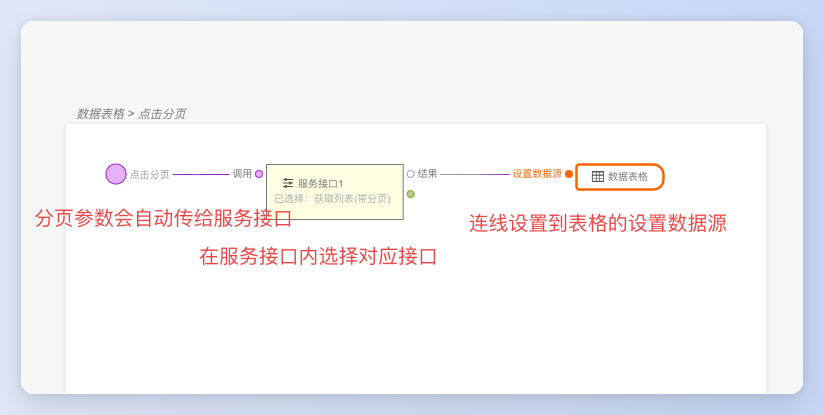 数据表格 > 点击分页
点击分页
调用
服务接口1
已选择：获取列表(带分页)
结果
设置数据源
数据表格
分页参数会自动传给服务接口
连线设置到表格的设置数据源
在服务接口内选择对应接口